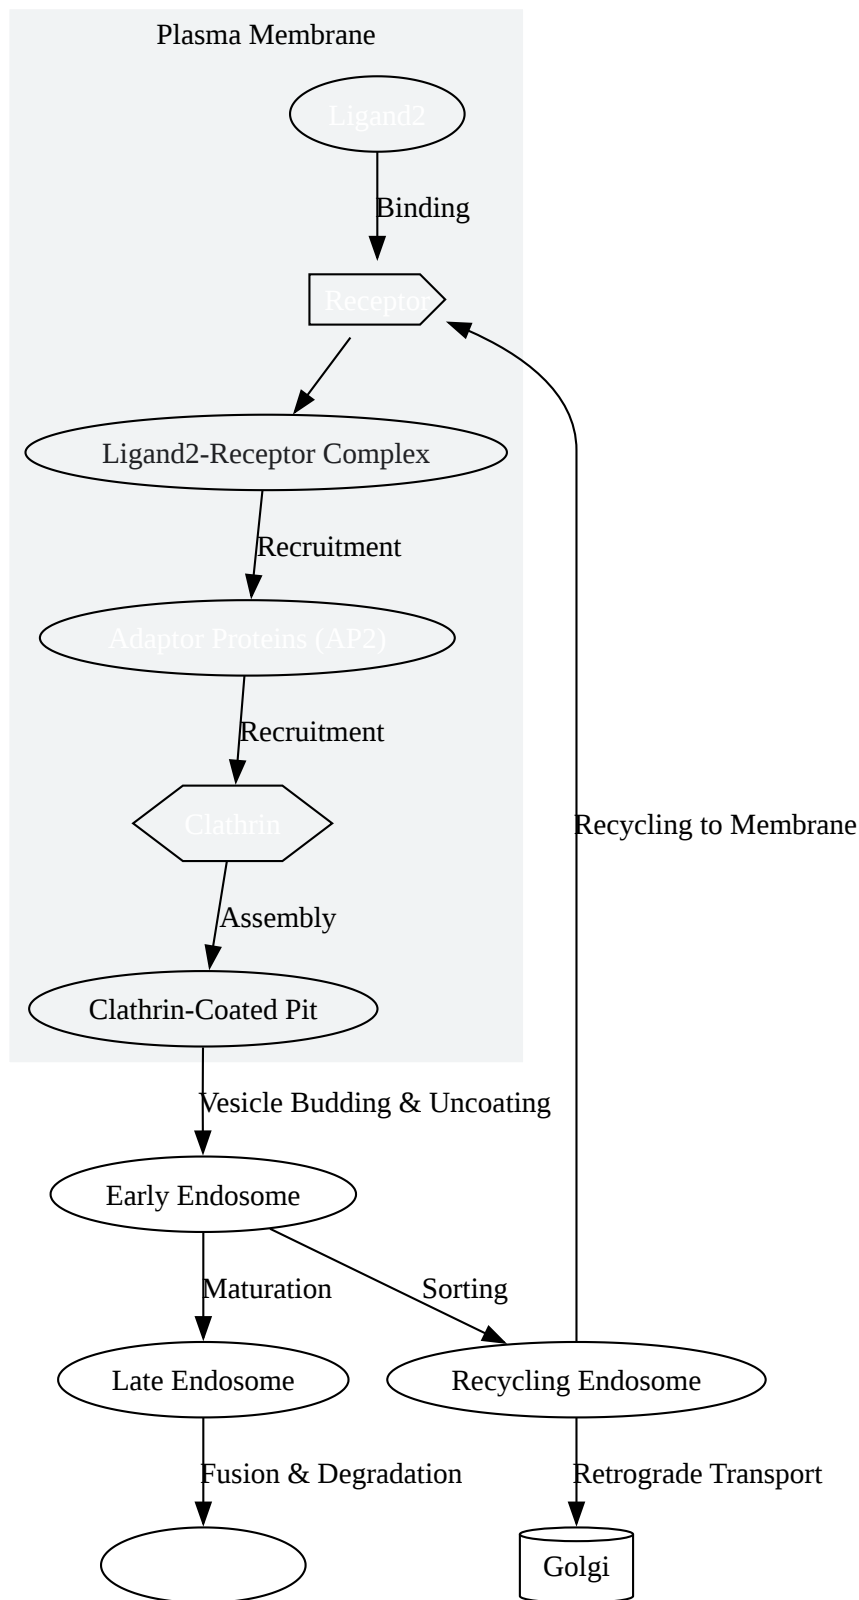 Plasma Membrane
Ligand2
Binding
Receptor
Ligand2-Receptor Complex
Recruitment
Adaptor Proteins (AP2)
Recruitment
Clathrin
Recycling to Membrane
Assembly
Clathrin-Coated Pit
Vesicle Budding & Uncoating
Early Endosome
Maturation
Sorting
Late Endosome
Recycling Endosome
Fusion & Degradation
Retrograde Transport
Golgi